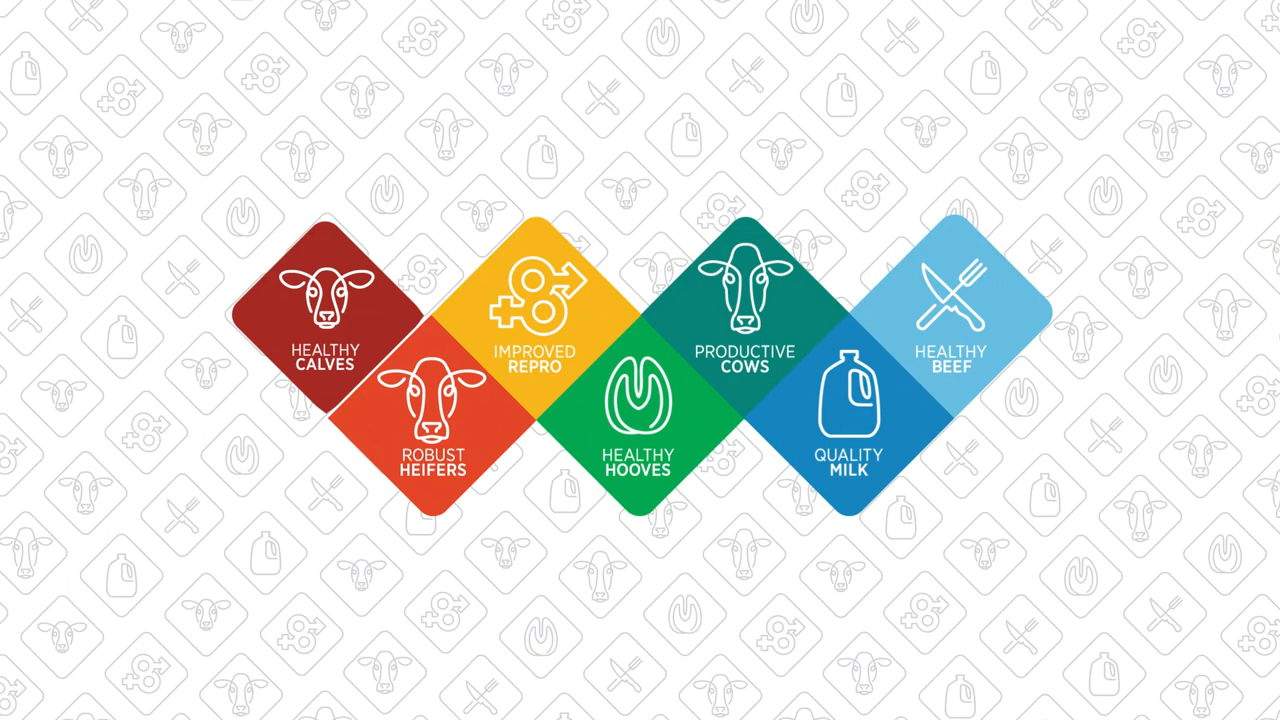 HEALTHY
CALVES
ROBUST
HEIFERS
IMPROVED
REPRO
HEALTHY
HOOVES
PRODUCTIVE
COWS
QUALITY
MILK
HEALTHY
BEEF